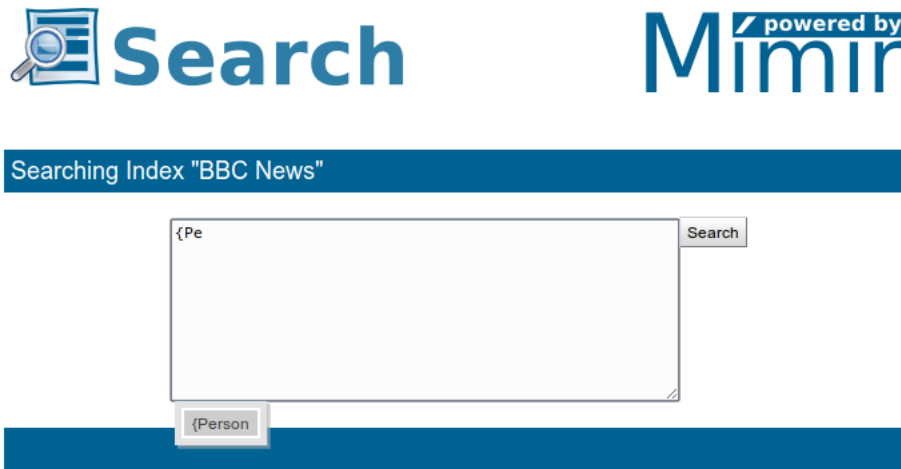 Search
powered by
Mimir
Searching Index "BBC News"
{Pe
Search
{Person